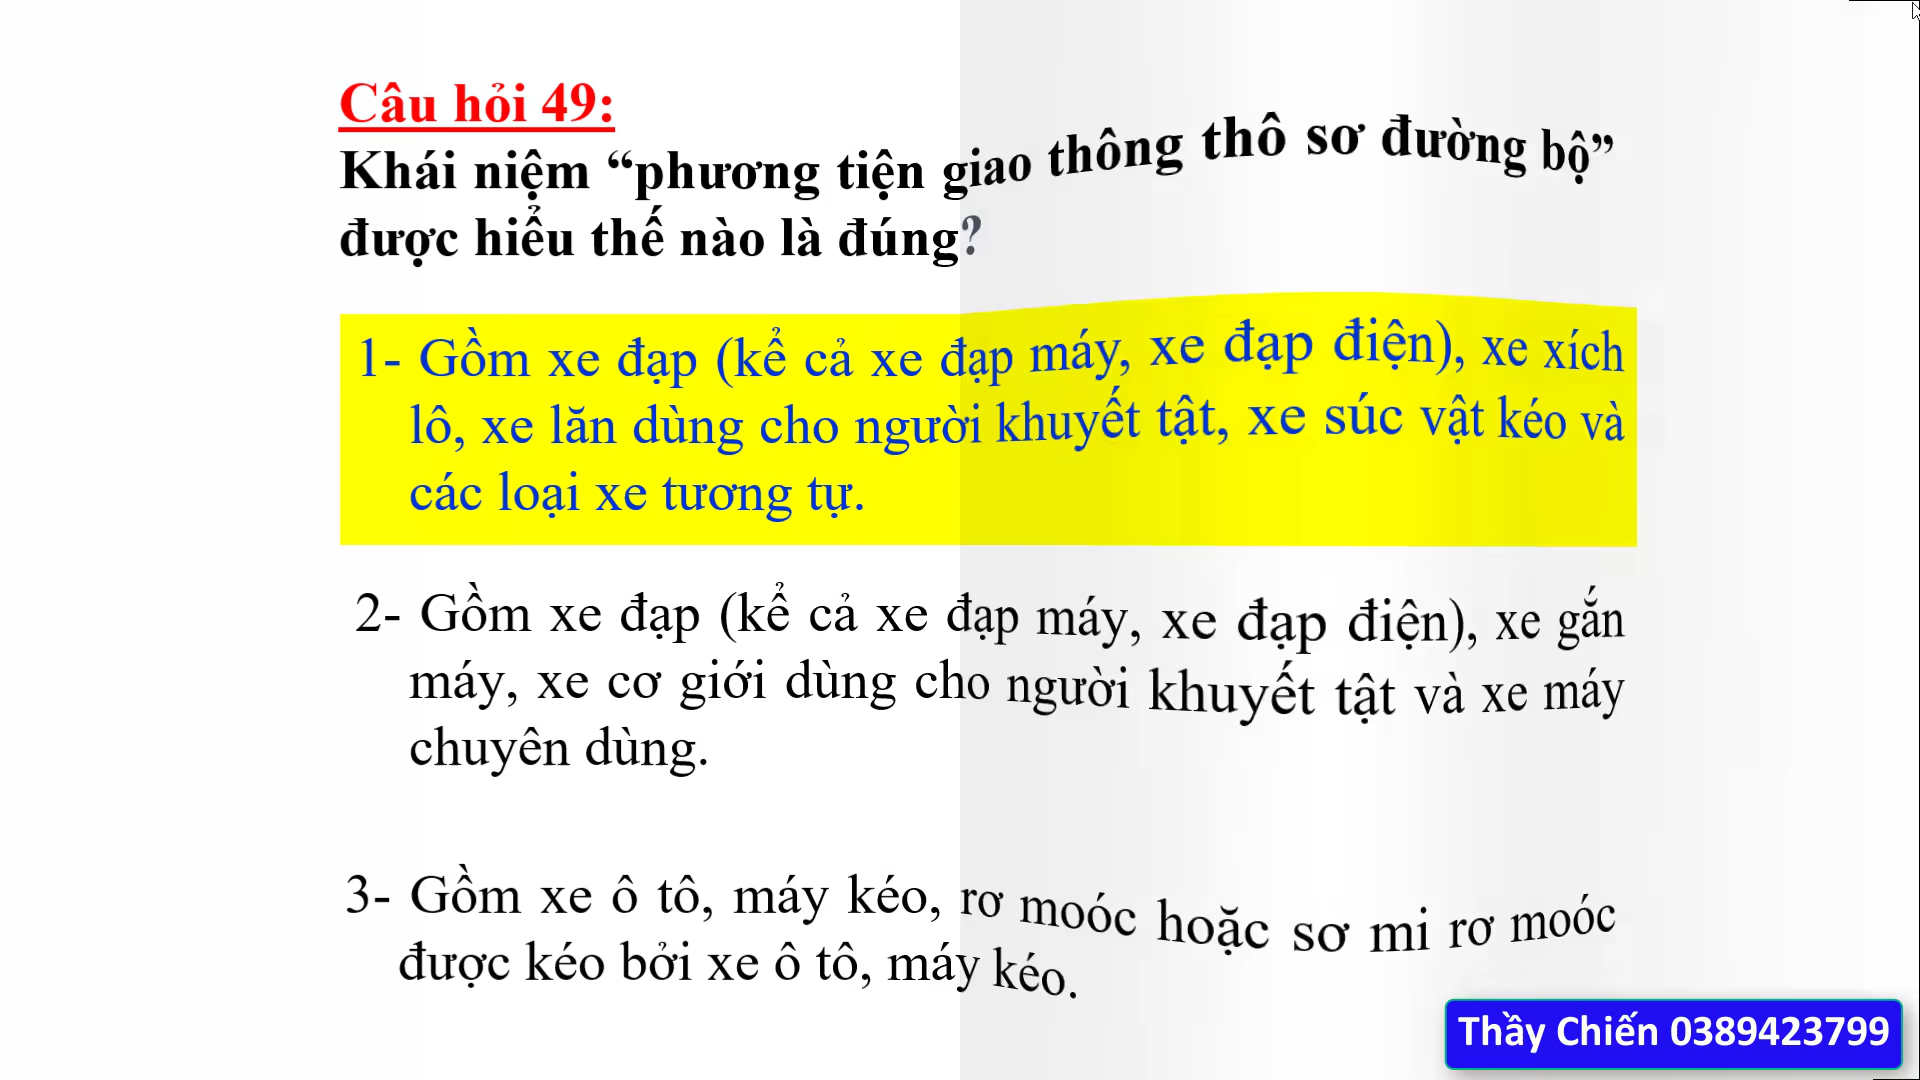 Câu hỏi 49:
Khái niệm “phương tiện giao thông thô sơ đường bộ”
được hiểu thế nào là đúng?
1- Gồm xe đạp (kể cả xe đạp máy, xe đạp điện), xe xích
lô, xe lăn dùng cho người khuyết tật, xe súc vật kéo và
các loại xe tương tự.
2- Gồm xe đạp (kể cả xe đạp máy, xe đạp điện), xe gắn
máy, xe cơ giới dùng cho người khuyết tật và xe máy
chuyên dùng.
3- Gồm xe ô tô, máy kéo, rơ moóc hoặc sơ mi rơ moóc
được kéo bởi xe ô tô, máy kéo.
Thầy Chiến 0389423799